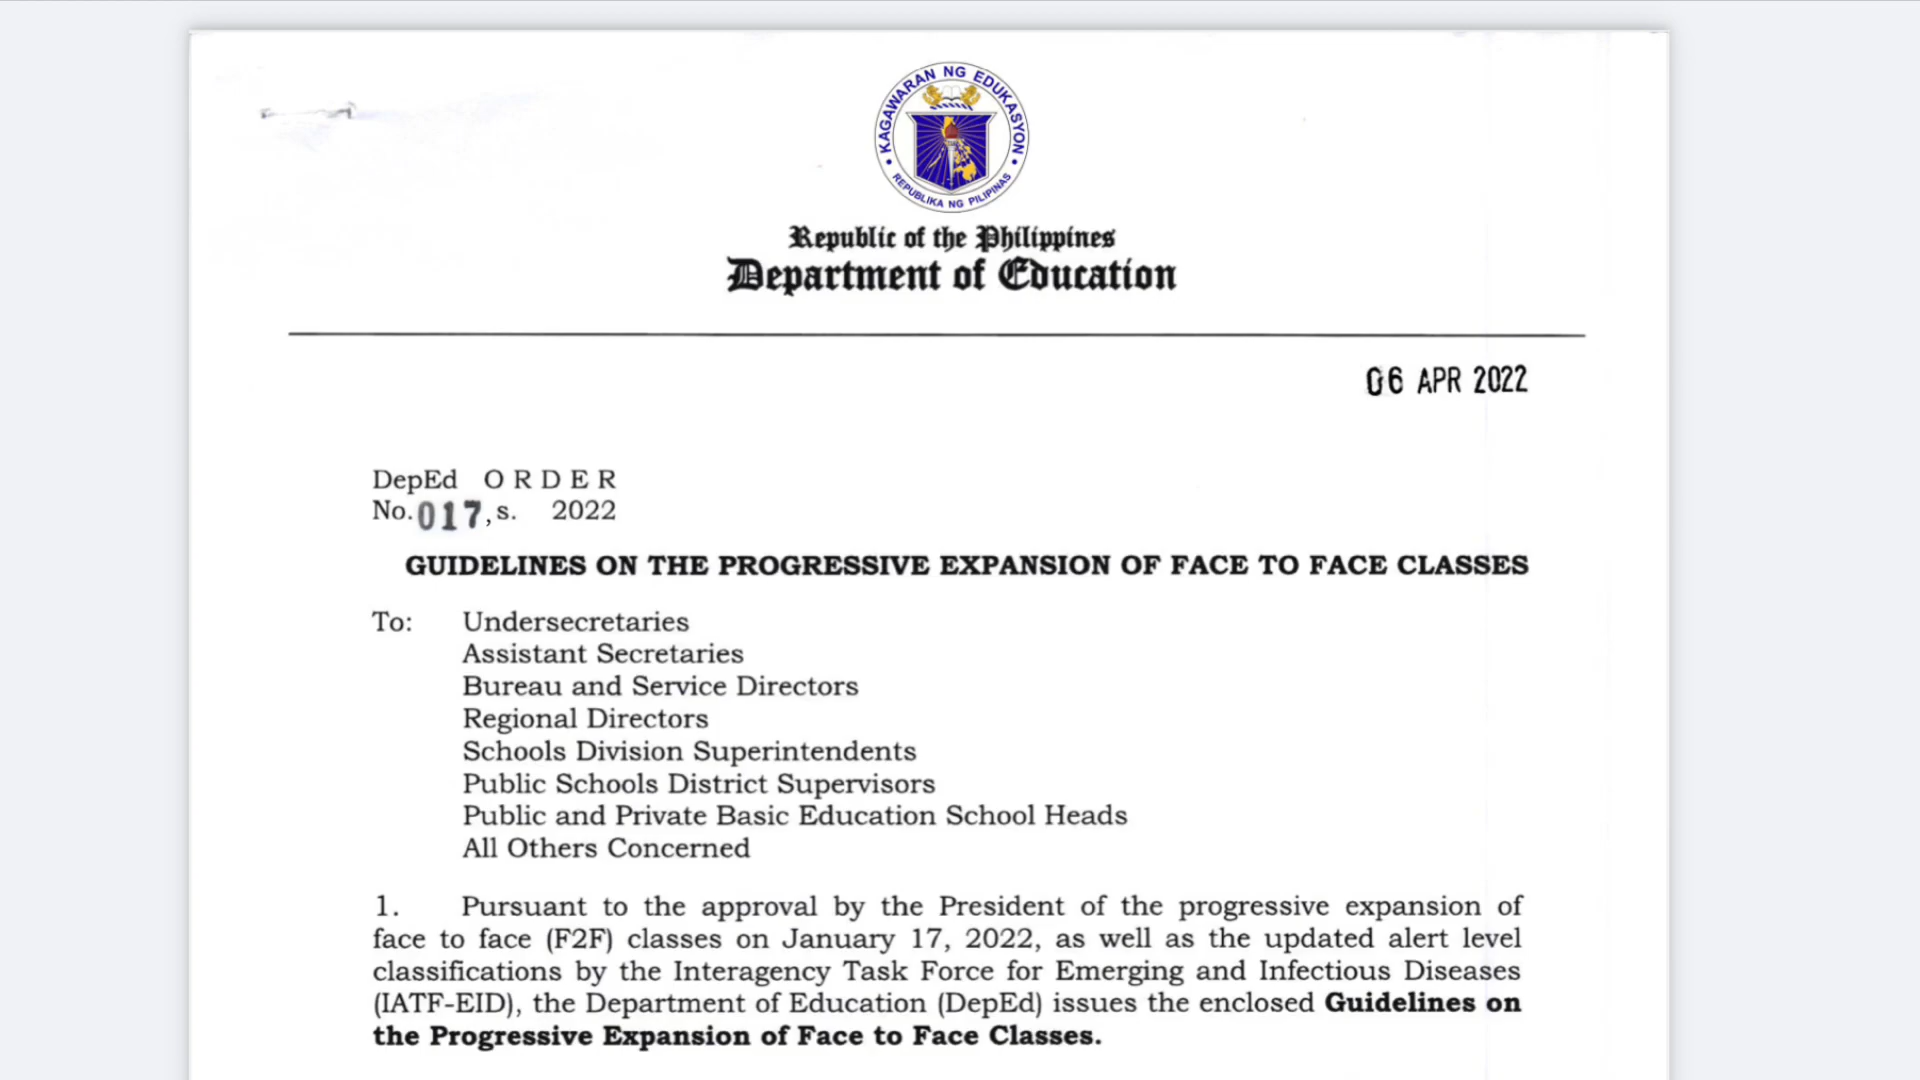 KAGAWARAN NG EDUKASYON
REPUBLIKA NG PILIPINAS
Republic of the Philippines
Department of Education
06 APR 2022
DepEd ORDER
No. 017, s. 2022
GUIDELINES ON THE PROGRESSIVE EXPANSION OF FACE TO FACE CLASSES
To: Undersecretaries
Assistant Secretaries
Bureau and Service Directors
Regional Directors
Schools Division Superintendents
Public Schools District Supervisors
Public and Private Basic Education School Heads
All Others Concerned
1. Pursuant to the approval by the President of the progressive expansion of
face to face (F2F) classes on January 17, 2022, as well as the updated alert level
classifications by the Interagency Task Force for Emerging and Infectious Diseases
(IATF-EID), the Department of Education (DepEd) issues the enclosed Guidelines on
the Progressive Expansion of Face to Face Classes.